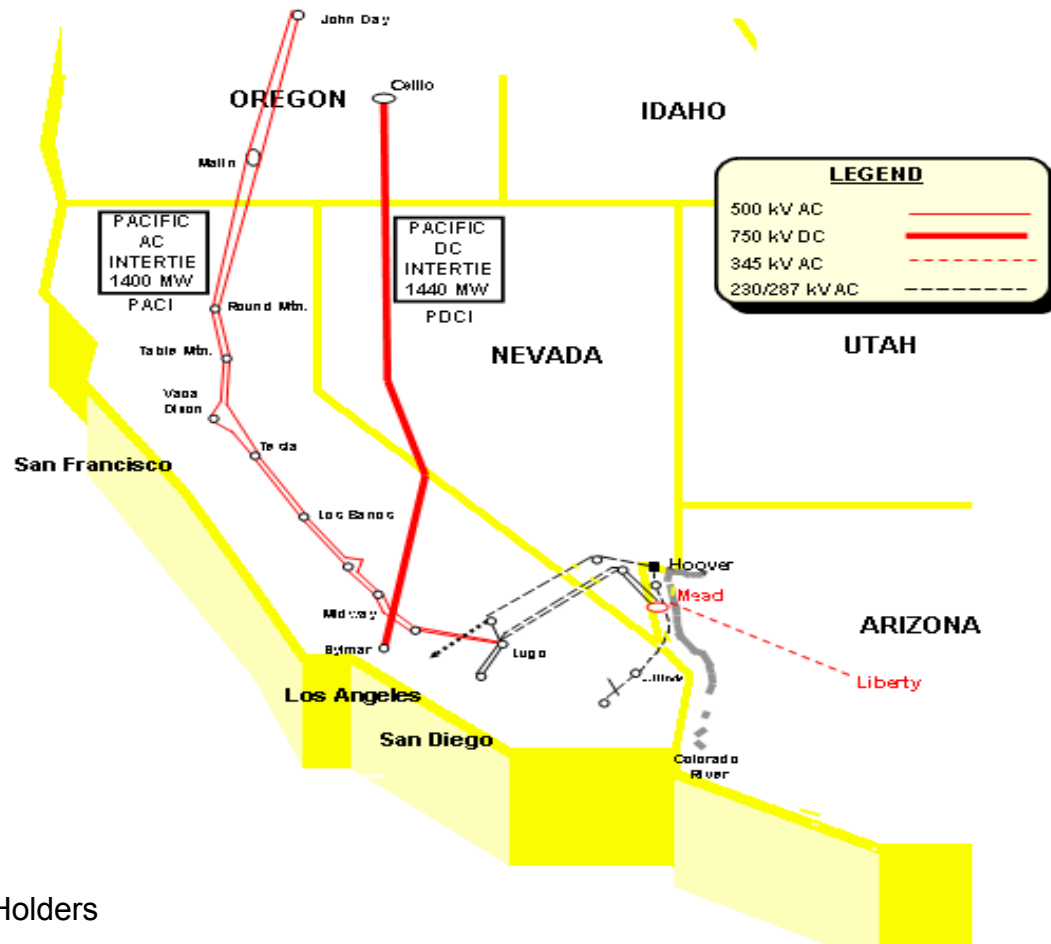 John Day
Celilo
OREGON
IDAHO
Malin
LEGEND
500 kV AC
750 kV DC
345 kV AC
230/287 kV AC
PACIFIC
AC
INTERTIE
1400 MW
PACI
PACIFIC
DC
INTERTIE
1440 MW
PDCI
Round Mtn.
Table Mtn.
NEVADA
UTAH
Vaca
Dixon
Tesla
San Francisco
Los Banos
Hoover
Mead
Midway
ARIZONA
Sylmar
Lugo
Liberty
Los Angeles
San Diego
Colorado
River
Holders